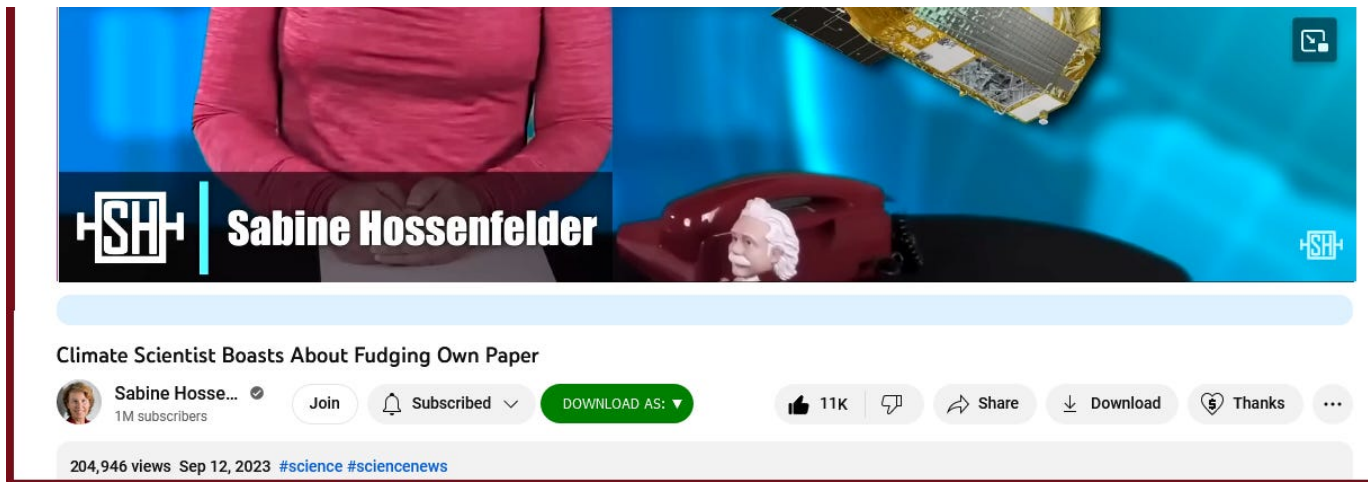 SH Sabine Hossenfelder
SH
Climate Scientist Boasts About Fudging Own Paper
Sabine Hosse...
1M subscribers
Join
Subscribed
DOWNLOAD AS: ▼
11K
Share
Download
Thanks
204,946 views Sep 12, 2023 #science #sciencenews